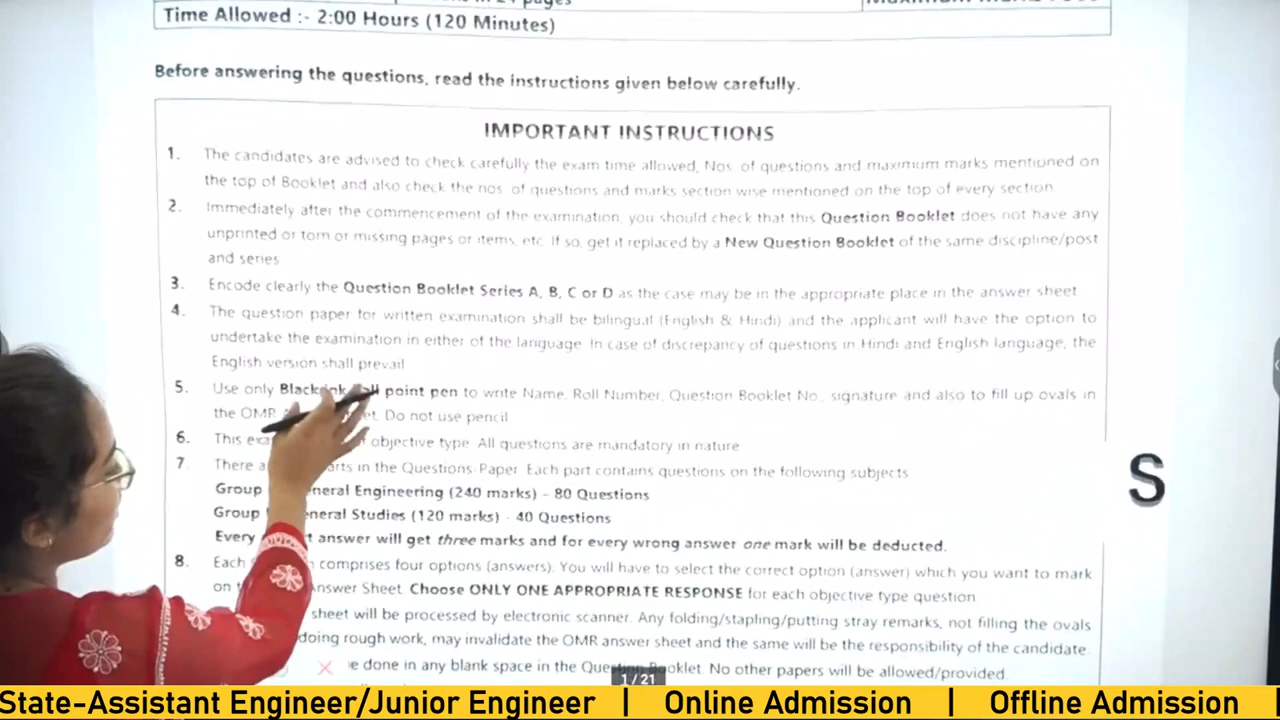 Time Allowed :- 2:00 Hours (120 Minutes)
Before answering the questions, read the instructions given below carefully.
IMPORTANT INSTRUCTIONS
1. The candidates are advised to check carefully the exam time allowed, Nos. of questions and maximum marks mentioned on
the top of Booklet and also check the nos. of questions and marks section wise mentioned on the top of every section
2. Immediately after the commencement of the examination, you should check that this Question Booklet does not have any
unprinted or torn or missing pages or items, etc. If so, get it replaced by a New Question Booklet of the same discipline/post
and series
3. Encode clearly the Question Booklet Series A, B, C or D as the case may be in the appropriate place in the answer sheet
4. The question paper for written examination shall be bilingual (English & Hindi) and the applicant will have the option to
undertake the examination in either of the language. In case of discrepancy of questions in Hindi and English language, the
English version shall prevail
5. Use only Black ink point pen to write Name, Roll Number, Question Booklet No., signature and also to fill up ovals in
the OMR Do not use pencil
6. This objective type. All questions are mandatory in nature
7. There in the Questions-Paper. Each part contains questions on the following subjects
Group Engineering (240 marks) - 80 Questions
Group Studies (120 marks) - 40 Questions
Every answer will get three marks and for every wrong answer one mark will be deducted.
8. Each comprises four options (answers). You will have to select the correct option (answer) which you want to mark
on Answer Sheet. Choose ONLY ONE APPROPRIATE RESPONSE for each objective type question
sheet will be processed by electronic scanner. Any folding/stapling/putting stray remarks, not filling the ovals
doing rough work, may invalidate the OMR answer sheet and the same will be the responsibility of the candidate.
done in any blank space in the Question Booklet. No other papers will be allowed/provided.
S
1/21
State-Assistant Engineer/Junior Engineer | Online Admission | Offline Admission |